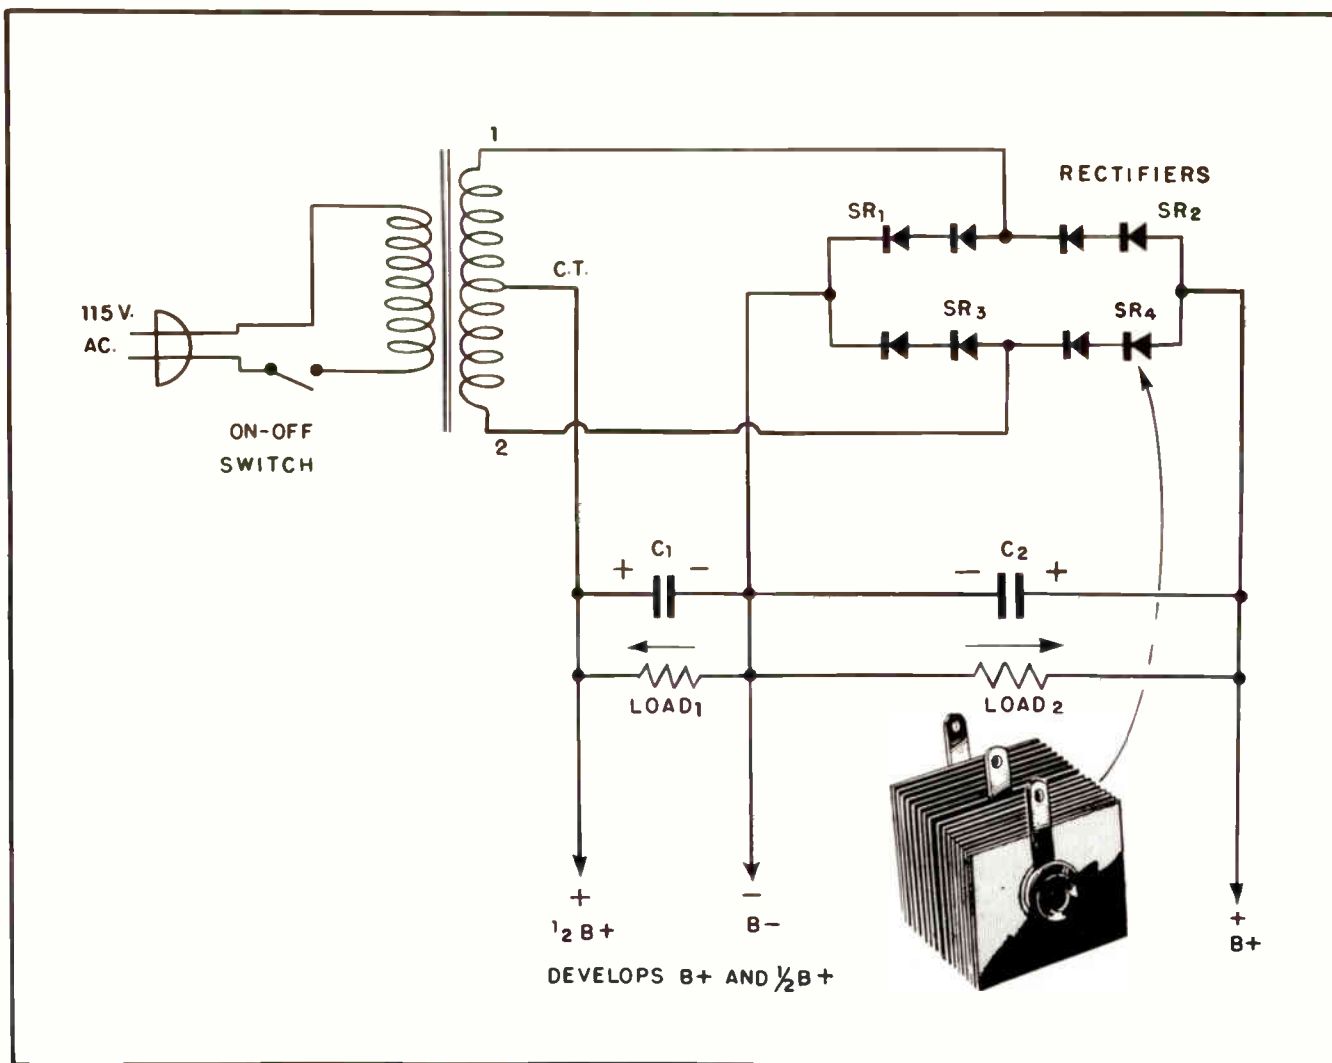 1
RECTIFIERS
SR1 SR2
C.T.
115 V.
AC.
SR3 SR4
ON-OFF
SWITCH
2
C1 C2
+ - - +
LOAD1 LOAD2
+ - +
1/2 B+ B- B+
DEVELOPS B+ AND 1/2 B+